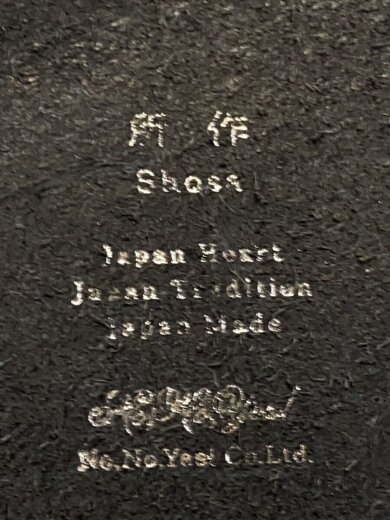 所作
Shosa
Japan Heart
Japan Tradition
Japan Made
No.No.Yes! Co.Ltd.